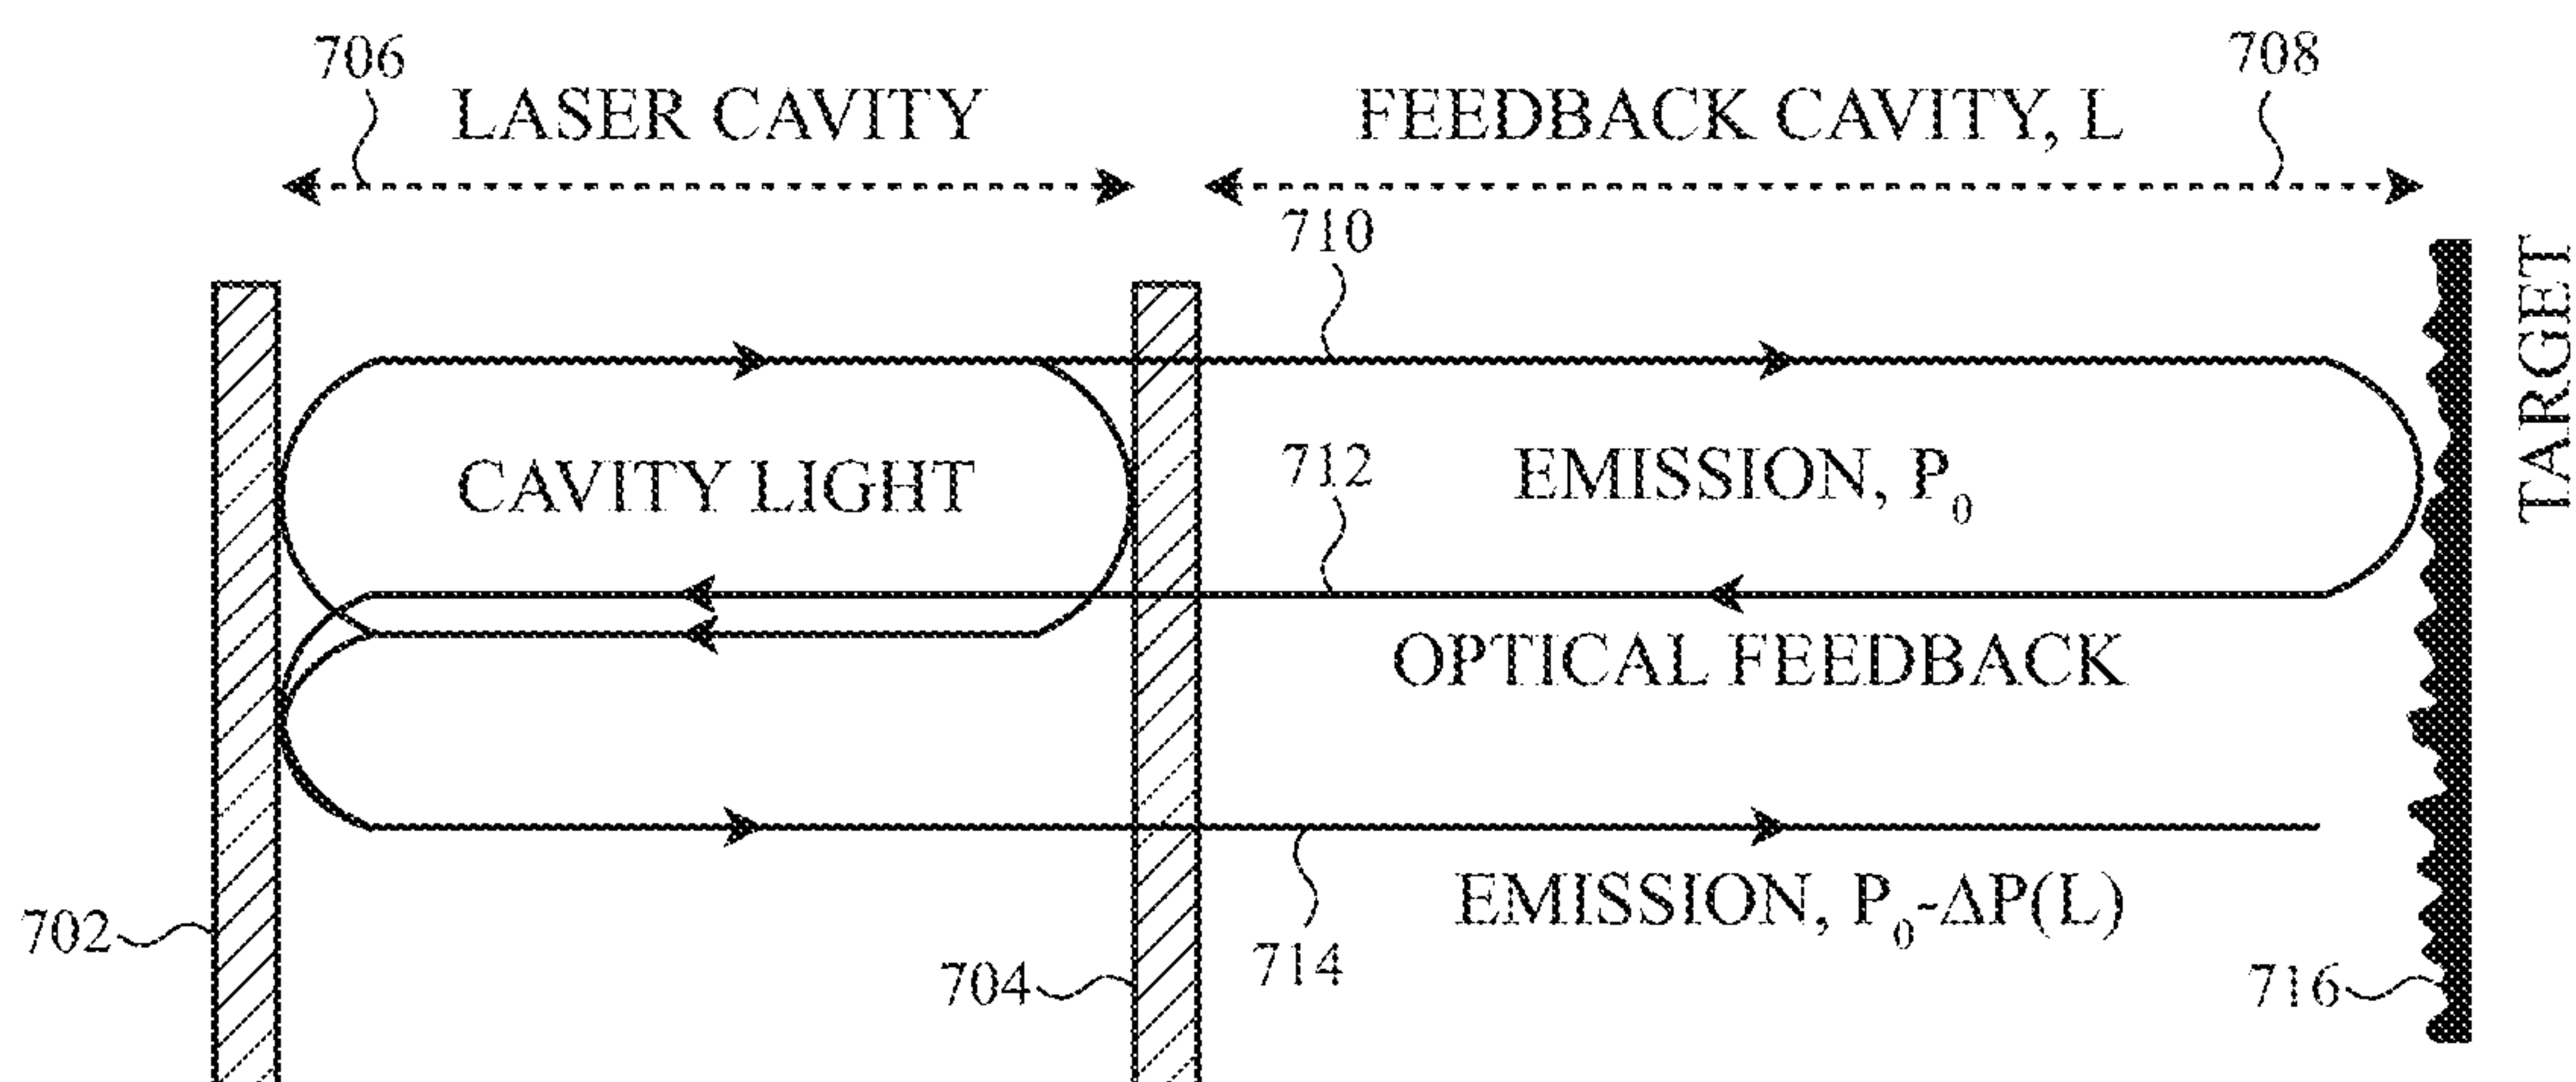 706
708
LASER CAVITY
FEEDBACK CAVITY, L
710
TARGET
712
CAVITY LIGHT
EMISSION, P₀
OPTICAL FEEDBACK
EMISSION, P₀-ΔP(L)
702
714
704
716